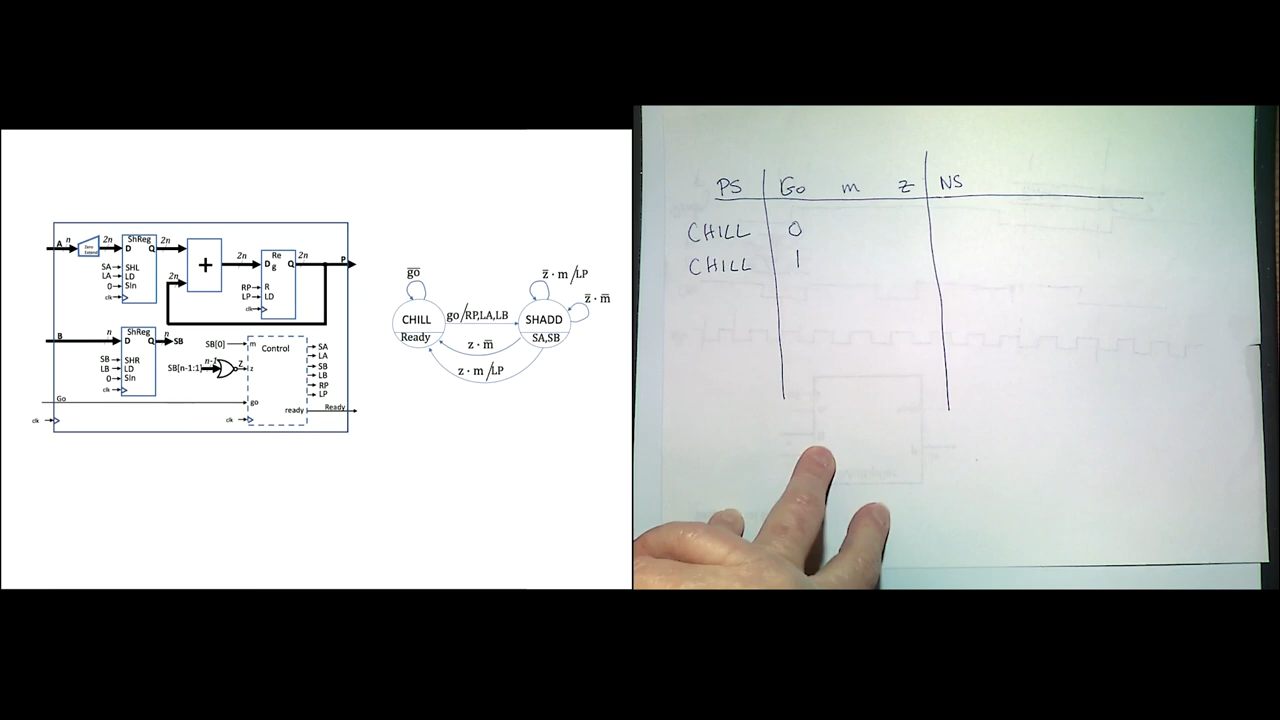 A n 2n ShReg 2n 2n Re 2n P
Zero Extend D Q + D g Q
SA SHL 2n
LA LD RP R
0 SIn LP LD
clk clk
B n ShReg n SB
D Q SB[0] m Control SA
LA
SB SHR n-1 SB
LB LD SB[n-1:1] Z z LB
0 SIn RP
clk LP
Go go
ready Ready
clk clk
go̅
CHILL
Ready
go/RP,LA,LB
z · m̅
z · m /LP
z̅ · m /LP
z̅ · m̅
SHADD
SA,SB
PS Go m z NS
CHILL 0
CHILL 1